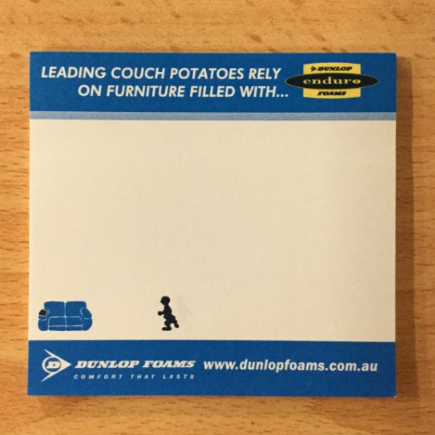 LEADING COUCH POTATOES RELY
ON FURNITURE FILLED WITH...
DUNLOP
enduro
FOAMS
DUNLOP FOAMS www.dunlopfoams.com.au
COMFORT THAT LASTS